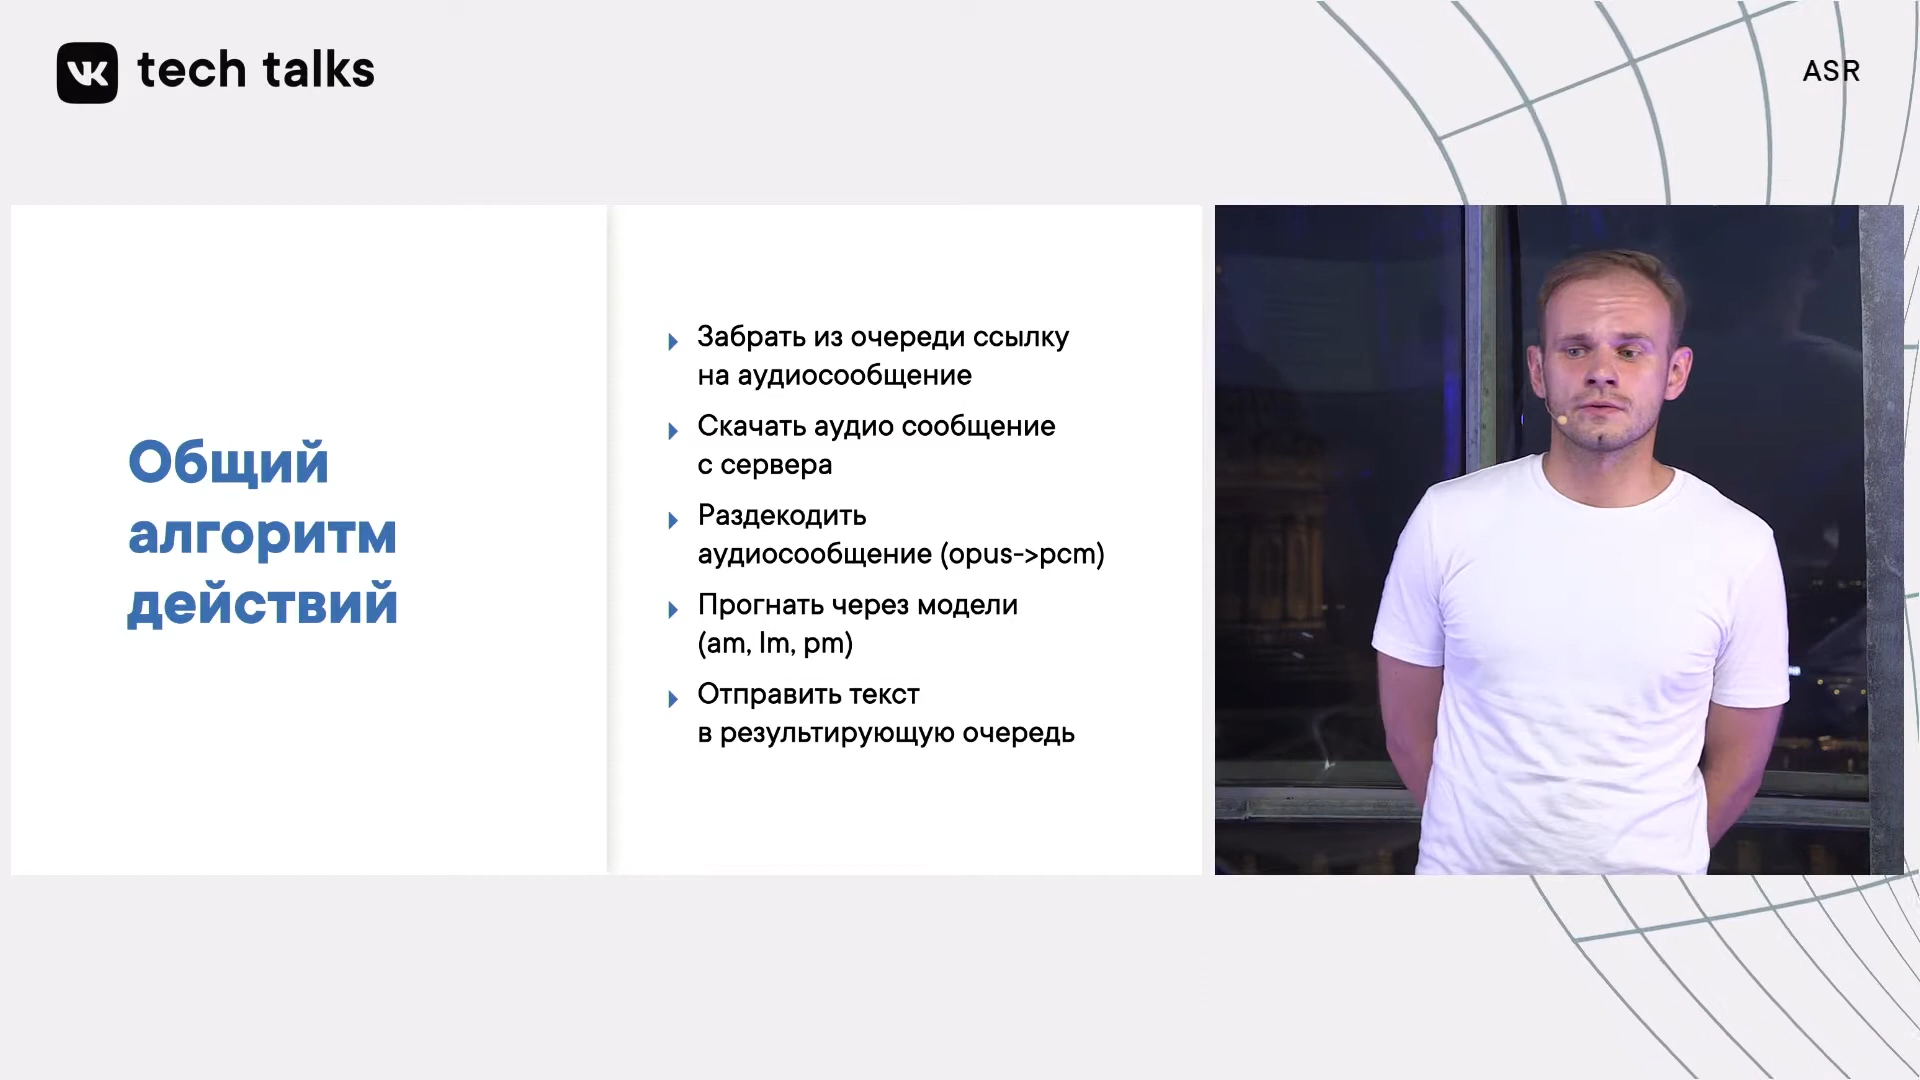 VK tech talks
ASR
Общий
алгоритм
действий
Забрать из очереди ссылку
на аудиосообщение
Скачать аудио сообщение
с сервера
Раздекодить
аудиосообщение (opus->pcm)
Прогнать через модели
(am, lm, pm)
Отправить текст
в результирующую очередь